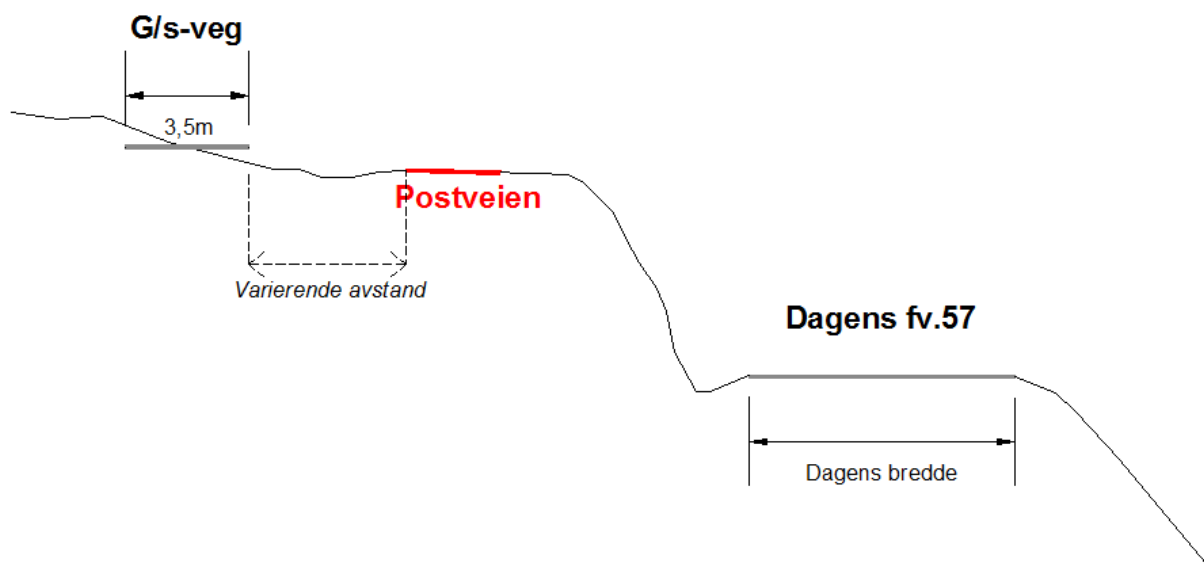 G/s-veg
3,5m
Postveien
Varierende avstand
Dagens fv.57
Dagens bredde